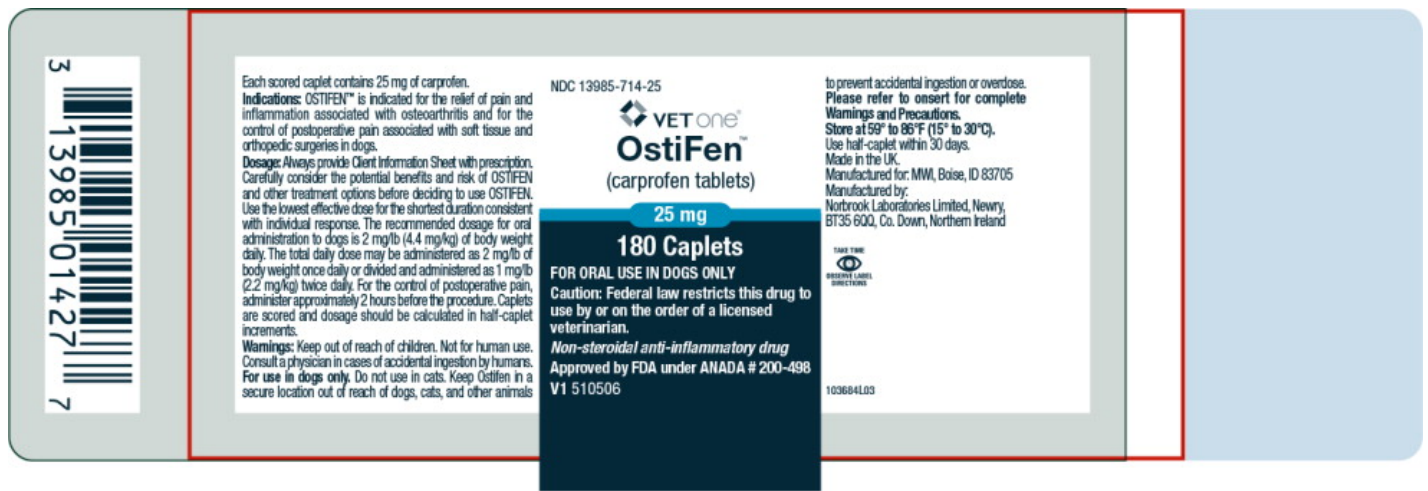 3 13985 01427 7
Each scored caplet contains 25 mg of carprofen.
Indications: OSTIFEN™ is indicated for the relief of pain and
inflammation associated with osteoarthritis and for the
control of postoperative pain associated with soft tissue and
orthopedic surgeries in dogs.
Dosage: Always provide Client Information Sheet with prescription.
Carefully consider the potential benefits and risk of OSTIFEN
and other treatment options before deciding to use OSTIFEN.
Use the lowest effective dose for the shortest duration consistent
with individual response. The recommended dosage for oral
administration to dogs is 2 mg/lb (4.4 mg/kg) of body weight
daily. The total daily dose may be administered as 2 mg/lb of
body weight once daily or divided and administered as 1 mg/lb
(2.2 mg/kg) twice daily. For the control of postoperative pain,
administer approximately 2 hours before the procedure. Caplets
are scored and dosage should be calculated in half-caplet
increments.
Warnings: Keep out of reach of children. Not for human use.
Consult a physician in cases of accidental ingestion by humans.
For use in dogs only. Do not use in cats. Keep Ostifen in a
secure location out of reach of dogs, cats, and other animals
NDC 13985-714-25
VET one®
OstiFen™
(carprofen tablets)
25 mg
180 Caplets
FOR ORAL USE IN DOGS ONLY
Caution: Federal law restricts this drug to
use by or on the order of a licensed
veterinarian.
Non-steroidal anti-inflammatory drug
Approved by FDA under ANADA # 200-498
V1 510506
to prevent accidental ingestion or overdose.
Please refer to onsert for complete
Warnings and Precautions.
Store at 59° to 86°F (15° to 30°C).
Use half-caplet within 30 days.
Made in the UK.
Manufactured for: MWI, Boise, ID 83705
Manufactured by:
Norbrook Laboratories Limited, Newry,
BT35 6QQ, Co. Down, Northern Ireland
TAKE TIME
OBSERVE LABEL
DIRECTIONS
103684L03